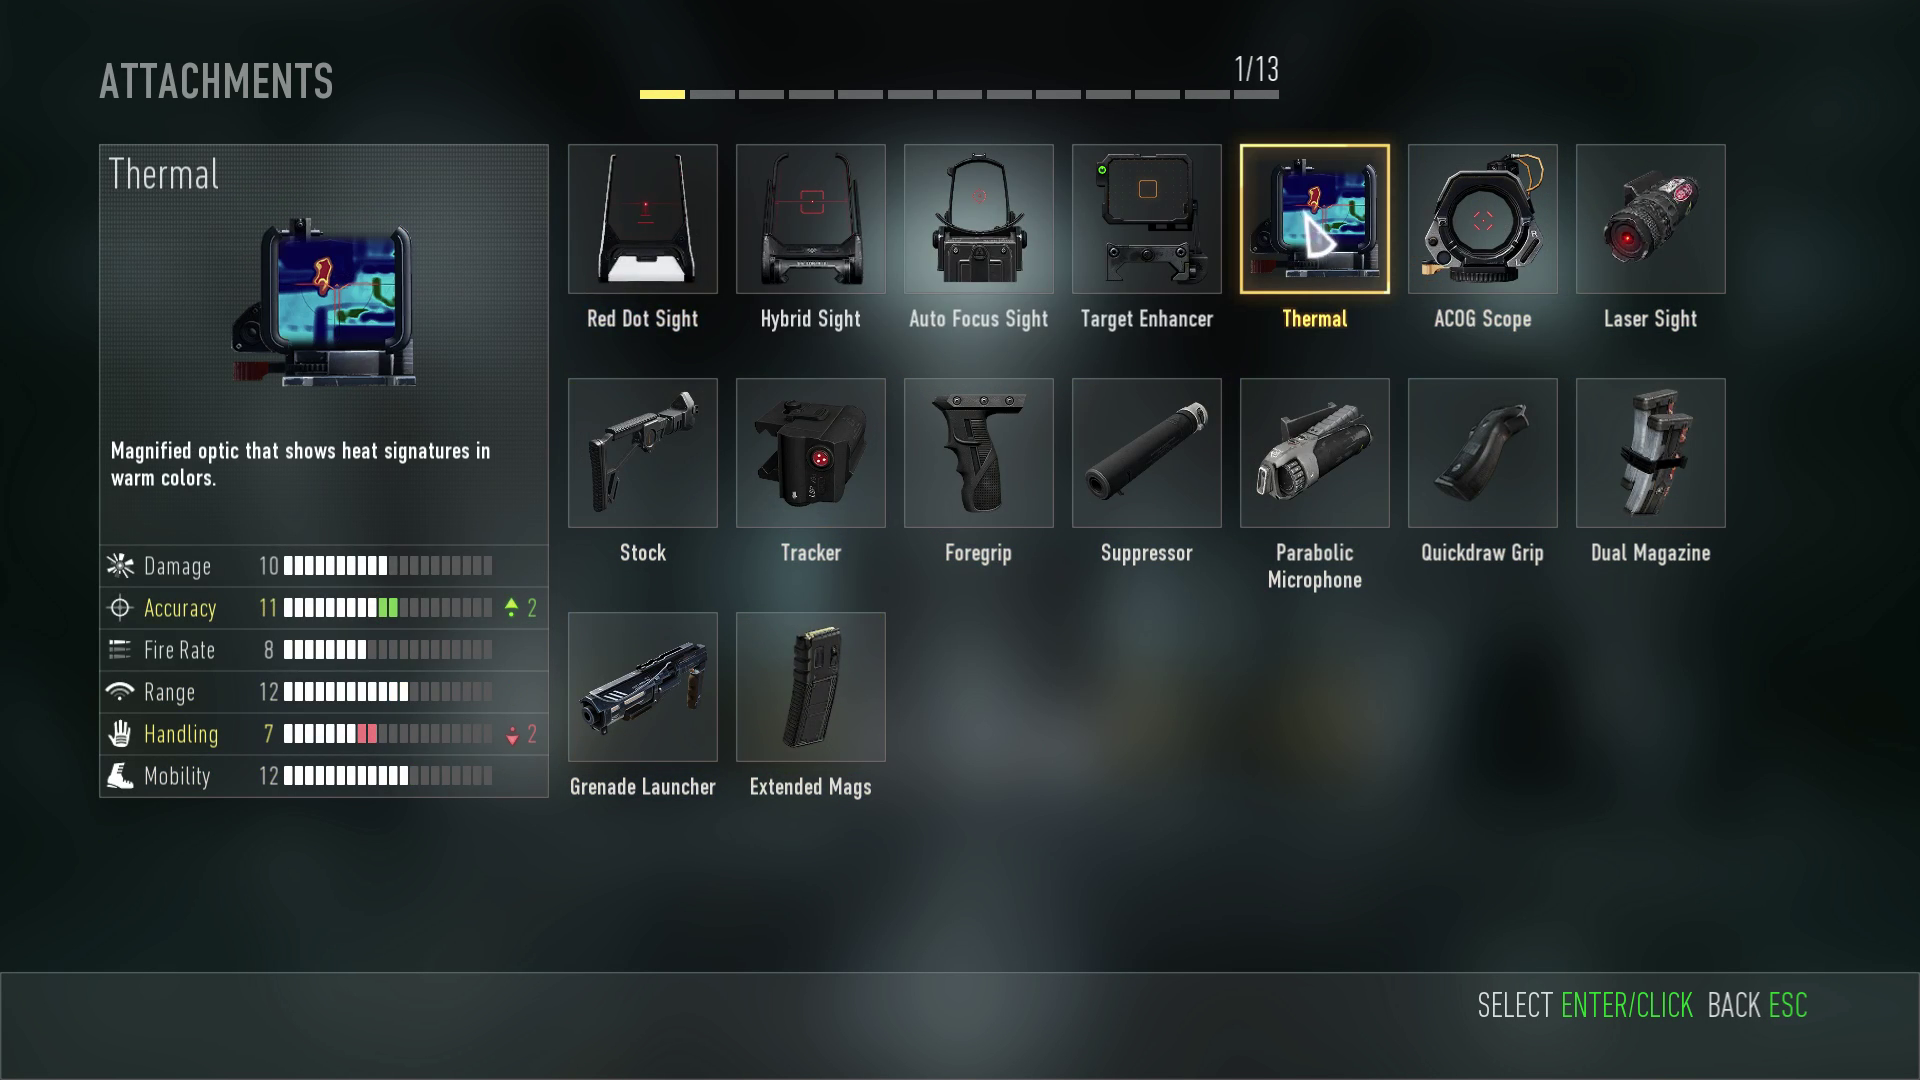 ATTACHMENTS
1/13
Thermal
Magnified optic that shows heat signatures in
warm colors.
Damage 10
Accuracy 11 2
Fire Rate 8
Range 12
Handling 7 2
Mobility 12
Red Dot Sight
Hybrid Sight
Auto Focus Sight
Target Enhancer
Thermal
ACOG Scope
Laser Sight
Stock
Tracker
Foregrip
Suppressor
Parabolic
Microphone
Quickdraw Grip
Dual Magazine
Grenade Launcher
Extended Mags
SELECT ENTER/CLICK BACK ESC